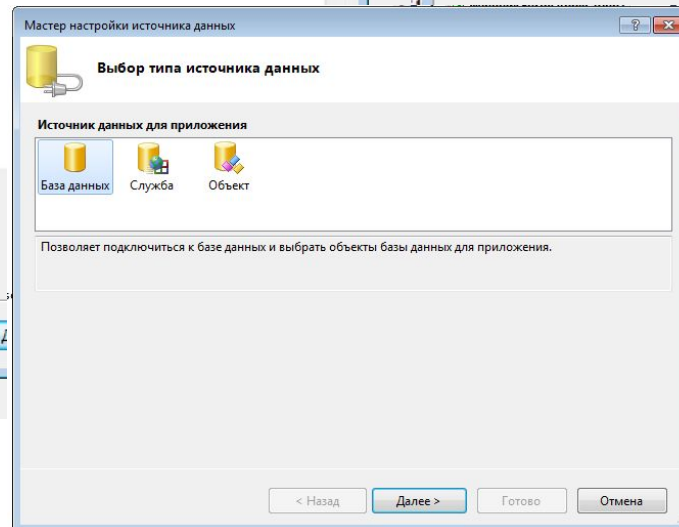 Мастер настройки источника данных
Выбор типа источника данных
Источник данных для приложения
База данных Служба Объект
Позволяет подключиться к базе данных и выбрать объекты базы данных для приложения.
< Назад Далее > Готово Отмена